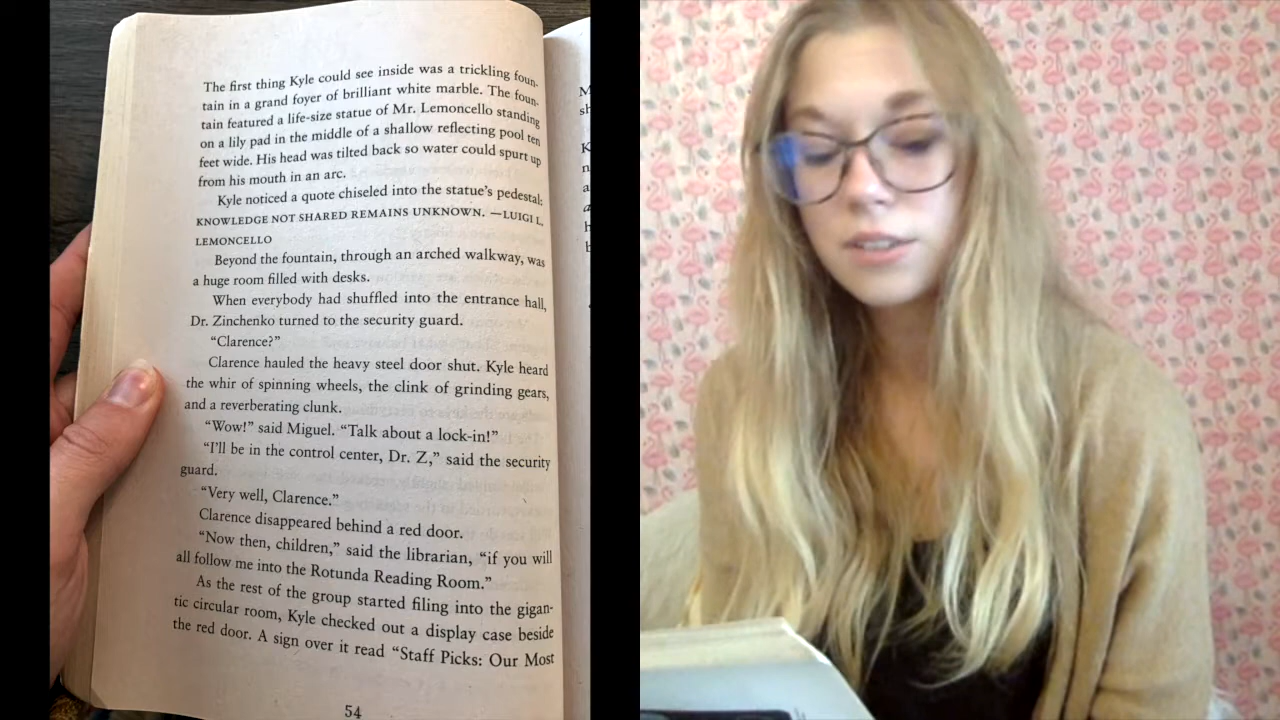 The first thing Kyle could see inside was a trickling foun-
tain in a grand foyer of brilliant white marble. The foun-
tain featured a life-size statue of Mr. Lemoncello standing
on a lily pad in the middle of a shallow reflecting pool ten
feet wide. His head was tilted back so water could spurt up
from his mouth in an arc.
Kyle noticed a quote chiseled into the statue's pedestal:
KNOWLEDGE NOT SHARED REMAINS UNKNOWN. —LUIGI L.
LEMONCELLO
Beyond the fountain, through an arched walkway, was
a huge room filled with desks.
When everybody had shuffled into the entrance hall,
Dr. Zinchenko turned to the security guard.
"Clarence?"
Clarence hauled the heavy steel door shut. Kyle heard
the whir of spinning wheels, the clink of grinding gears,
and a reverberating clunk.
"Wow!" said Miguel. "Talk about a lock-in!"
"I'll be in the control center, Dr. Z," said the security
guard.
"Very well, Clarence."
Clarence disappeared behind a red door.
"Now then, children," said the librarian, "if you will
all follow me into the Rotunda Reading Room."
As the rest of the group started filing into the gigan-
tic circular room, Kyle checked out a display case beside
the red door. A sign over it read "Staff Picks: Our Most
54